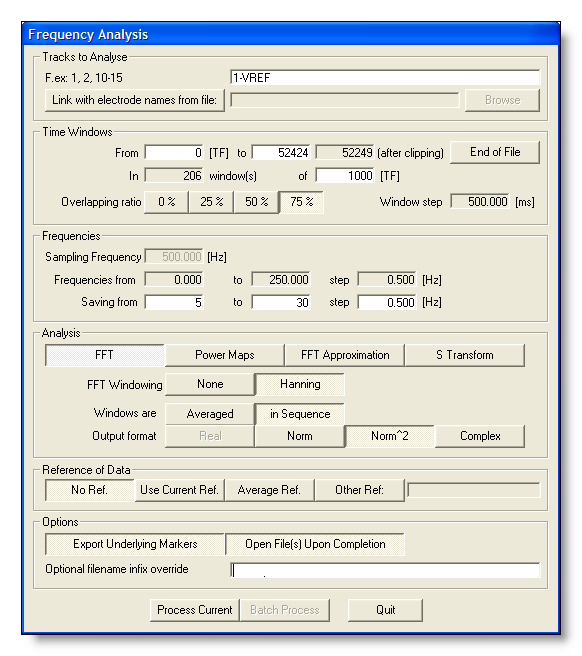 Frequency Analysis
Tracks to Analyse
F.ex: 1, 2, 10-15 1-VREF
Link with electrode names from file: Browse
Time Windows
From 0 [TF] to 52424 52249 (after clipping) End of File
In 206 window(s) of 1000 [TF]
Overlapping ratio 0 % 25 % 50 % 75 % Window step 500.000 [ms]
Frequencies
Sampling Frequency 500.000 [Hz]
Frequencies from 0.000 to 250.000 step 0.500 [Hz]
Saving from 5 to 30 step 0.500 [Hz]
Analysis
FFT Power Maps FFT Approximation S Transform
FFT Windowing None Hanning
Windows are Averaged in Sequence
Output format Real Norm Norm^2 Complex
Reference of Data
No Ref. Use Current Ref. Average Ref. Other Ref:
Options
Export Underlying Markers Open File(s) Upon Completion
Optional filename infix override
Process Current Batch Process Quit